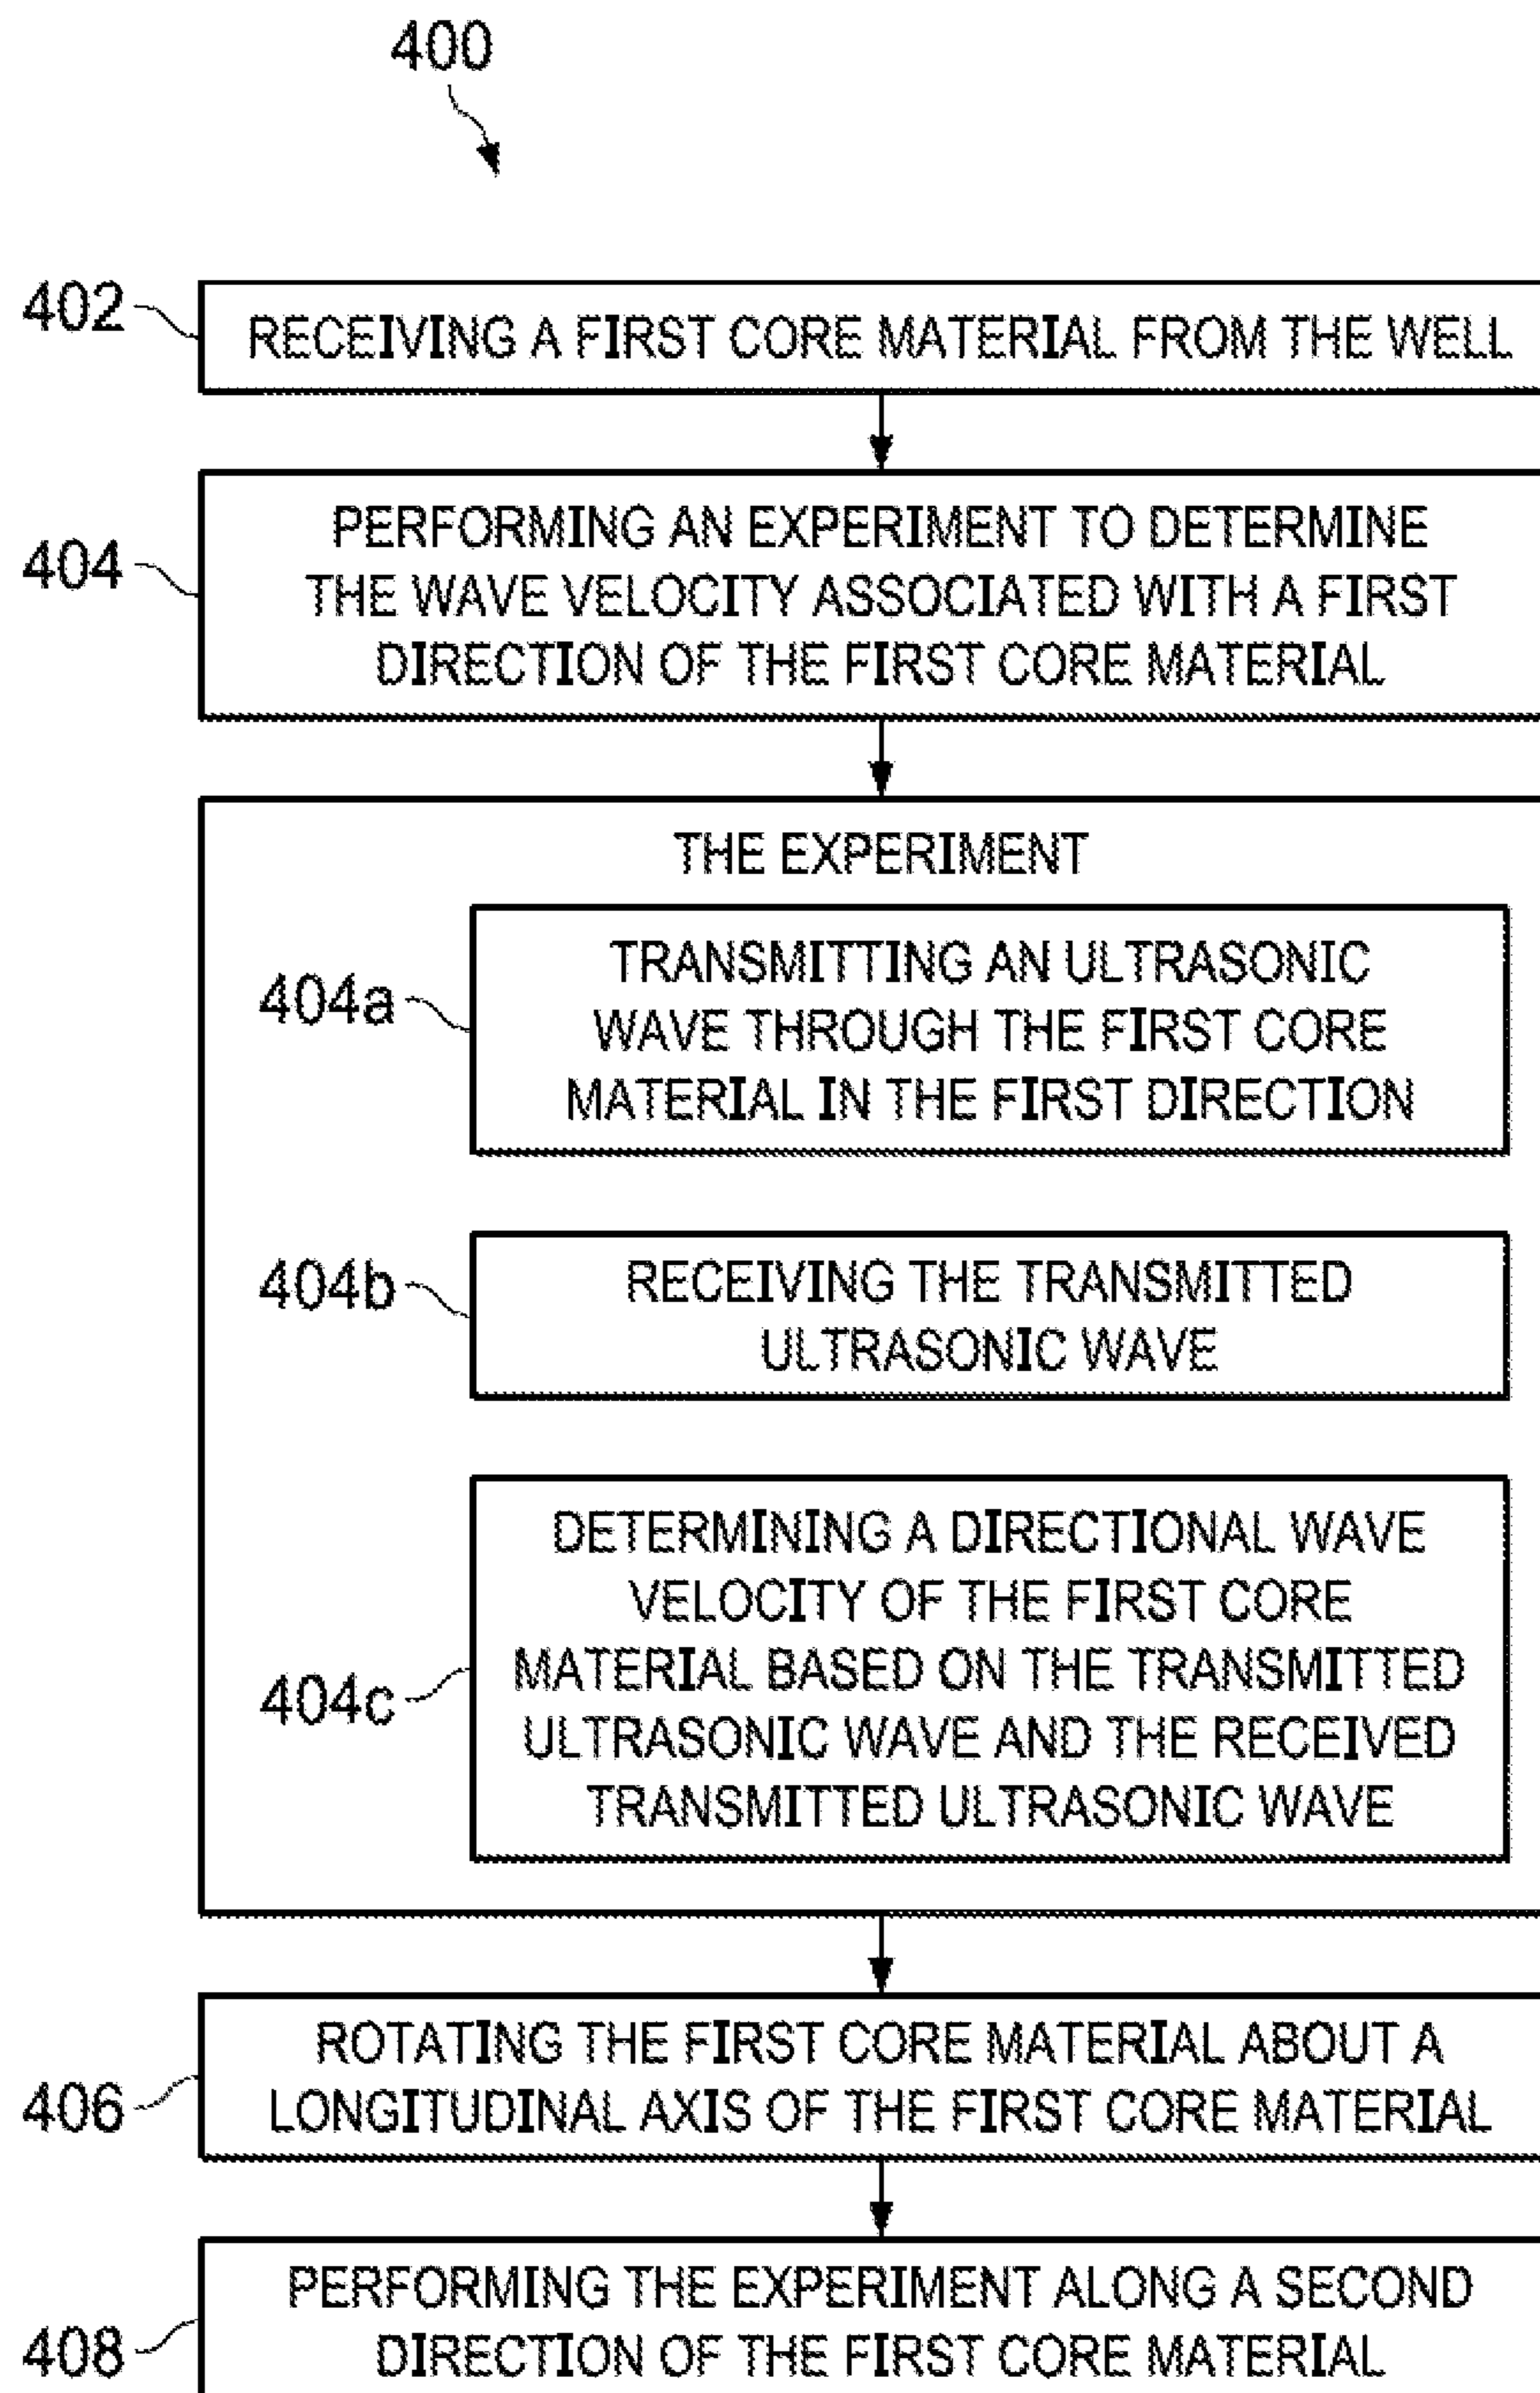 400
402
RECEIVING A FIRST CORE MATERIAL FROM THE WELL
404
PERFORMING AN EXPERIMENT TO DETERMINE
THE WAVE VELOCITY ASSOCIATED WITH A FIRST
DIRECTION OF THE FIRST CORE MATERIAL
THE EXPERIMENT
404a
TRANSMITTING AN ULTRASONIC
WAVE THROUGH THE FIRST CORE
MATERIAL IN THE FIRST DIRECTION
404b
RECEIVING THE TRANSMITTED
ULTRASONIC WAVE
404c
DETERMINING A DIRECTIONAL WAVE
VELOCITY OF THE FIRST CORE
MATERIAL BASED ON THE TRANSMITTED
ULTRASONIC WAVE AND THE RECEIVED
TRANSMITTED ULTRASONIC WAVE
406
ROTATING THE FIRST CORE MATERIAL ABOUT A
LONGITUDINAL AXIS OF THE FIRST CORE MATERIAL
408
PERFORMING THE EXPERIMENT ALONG A SECOND
DIRECTION OF THE FIRST CORE MATERIAL